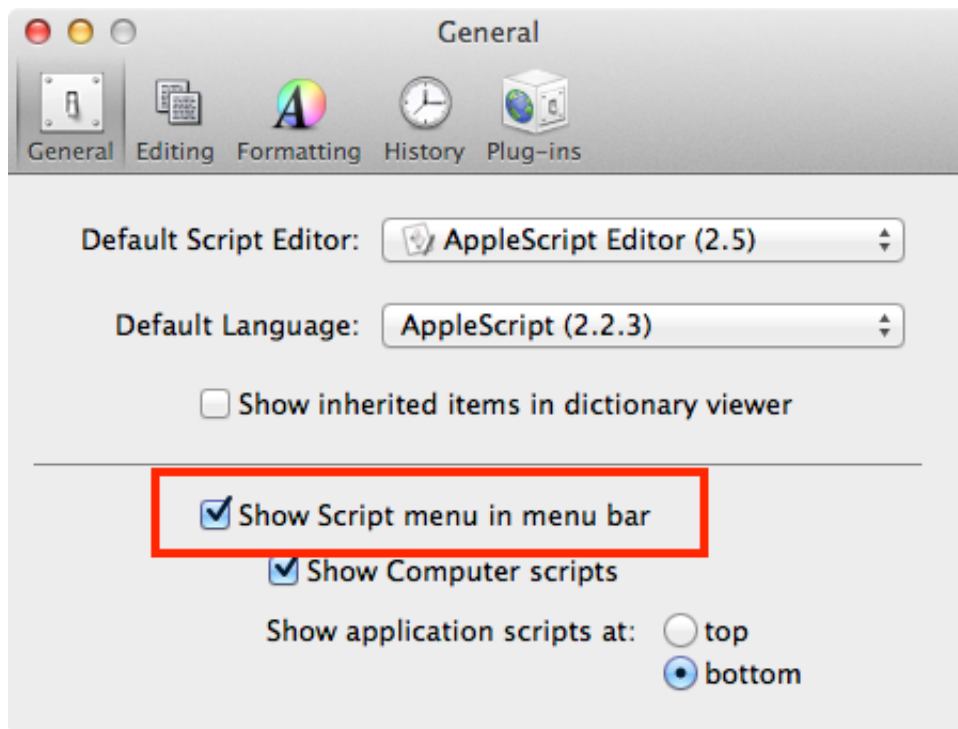 General
General Editing Formatting History Plug-ins
Default Script Editor: AppleScript Editor (2.5)
Default Language: AppleScript (2.2.3)
Show inherited items in dictionary viewer
Show Script menu in menu bar
Show Computer scripts
Show application scripts at: top
bottom